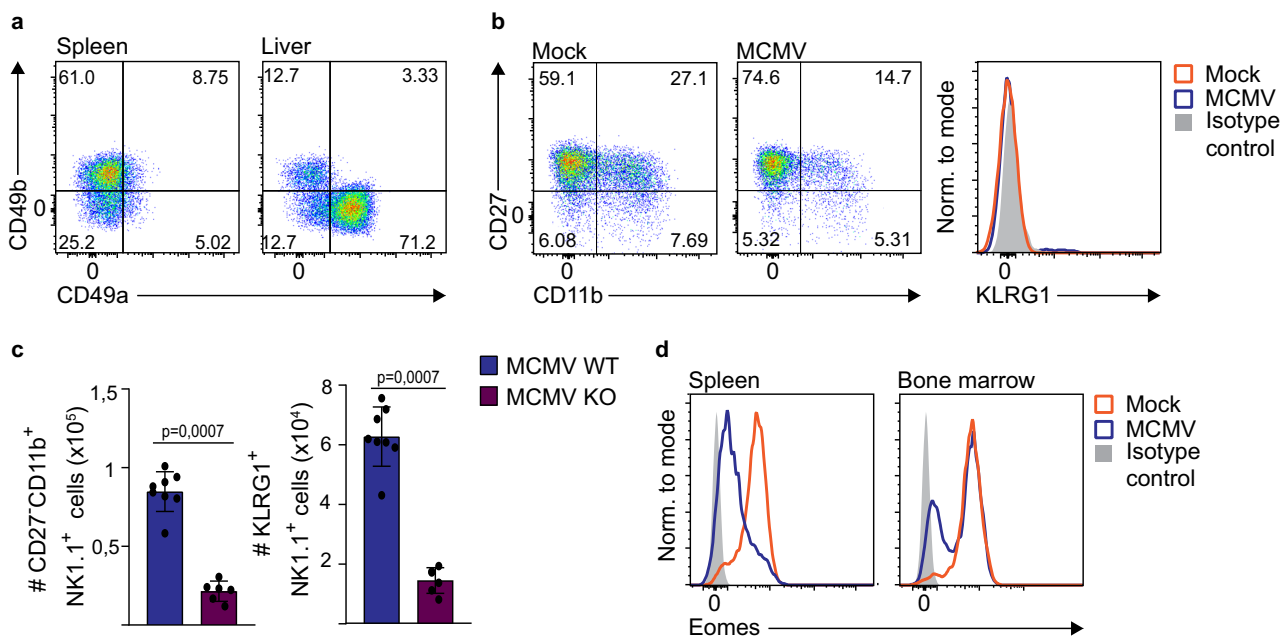 a
Spleen
Liver
61.0 8.75
12.7 3.33
CD49b
0
25.2 5.02
12.7 71.2
0 0
CD49a
b
Mock
MCMV
59.1 27.1
74.6 14.7
CD27
0
6.08 7.69
5.32 5.31
0 0
CD11b
Norm. to mode
0
KLRG1
Mock
MCMV
Isotype
control
c
# CD27⁻CD11b⁺
NK1.1⁺ cells (x10⁵)
1,5
1
0,5
p=0,0007
# KLRG1⁺
NK1.1⁺ cells (x10⁴)
8
6
4
2
p=0,0007
MCMV WT
MCMV KO
d
Spleen
Bone marrow
Norm. to mode
0
Norm. to mode
0
Eomes
Mock
MCMV
Isotype
control